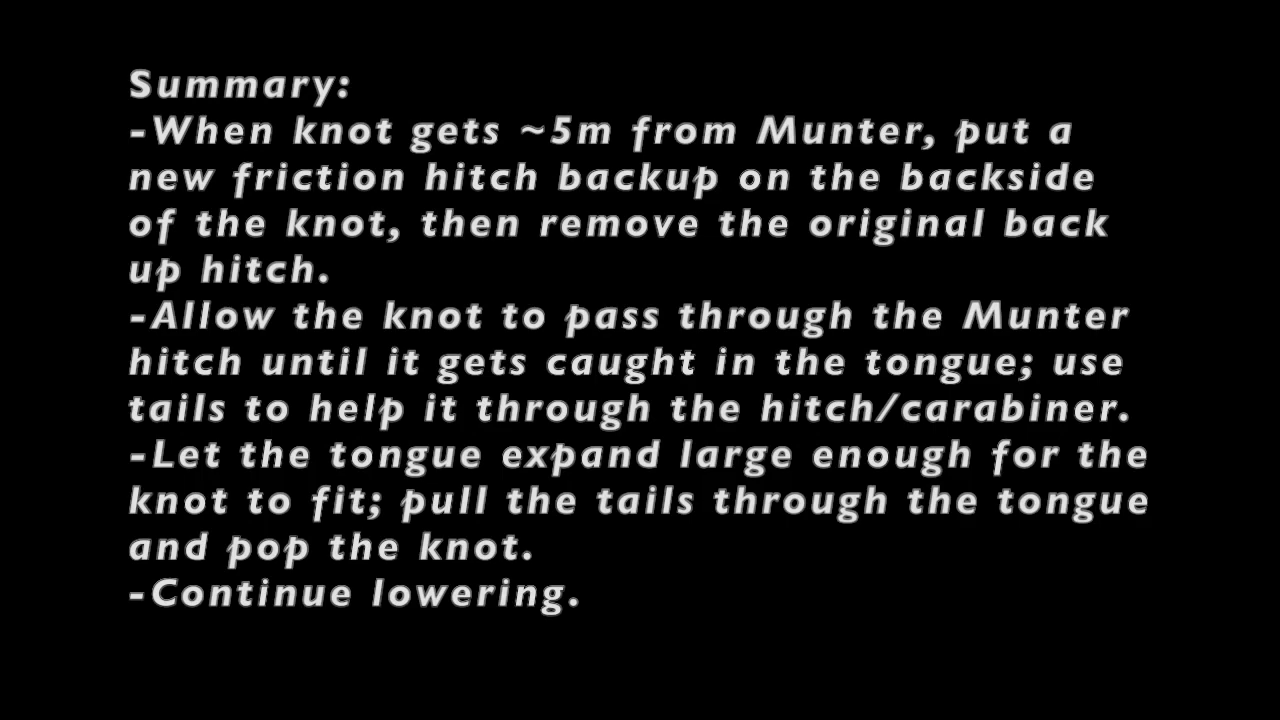 Summary:
-When knot gets ~5m from Munter, put a
new friction hitch backup on the backside
of the knot, then remove the original back
up hitch.
-Allow the knot to pass through the Munter
hitch until it gets caught in the tongue; use
tails to help it through the hitch/carabiner.
-Let the tongue expand large enough for the
knot to fit; pull the tails through the tongue
and pop the knot.
-Continue lowering.